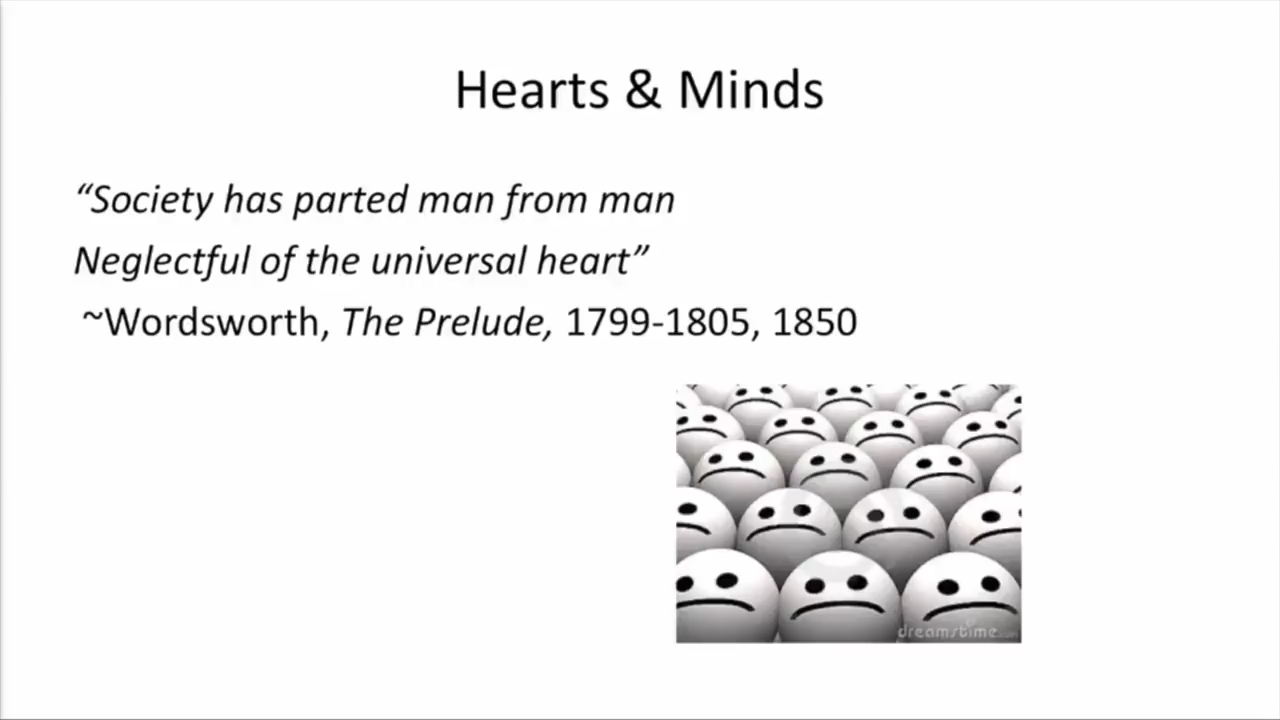 Hearts & Minds
“Society has parted man from man
Neglectful of the universal heart”
~Wordsworth, The Prelude, 1799-1805, 1850
dreamstime.com